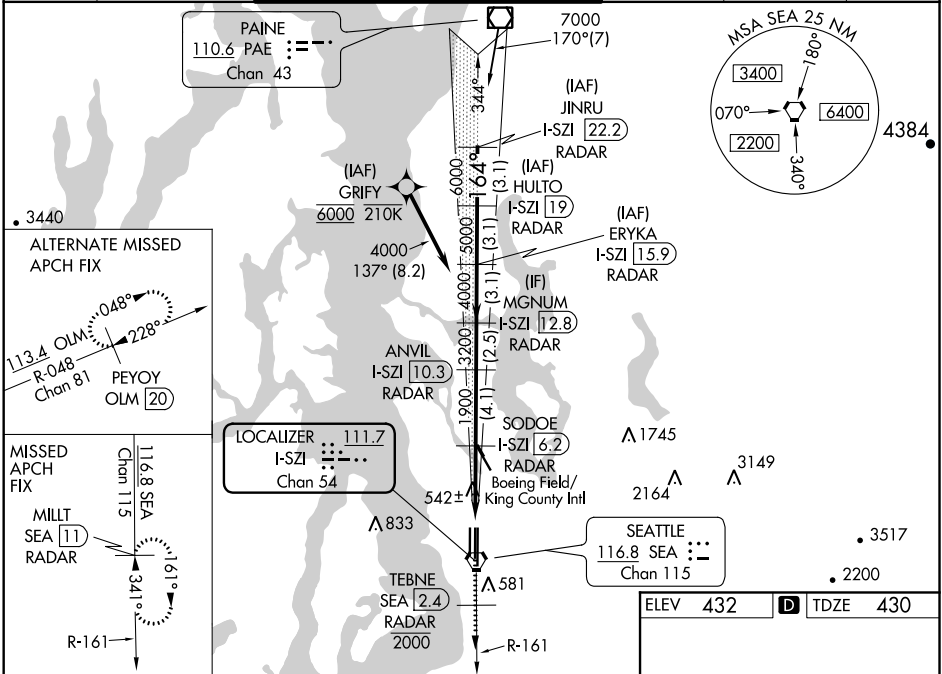 PAINE
110.6 PAE
Chan 43
7000
170°(7)
344°
(IAF)
JINRU
I-SZI 22.2
RADAR
MSA SEA 25 NM
180°
3400
070°
6400
2200
340°
4384
164°
6000
(3.1)
(IAF)
HULTO
I-SZI 19
RADAR
(IAF)
GRIFY
6000 210K
4000
137° (8.2)
5000
(3.1)
(IAF)
ERYKA
I-SZI 15.9
RADAR
3440
4000
(3.1)
(IF)
MGNUM
I-SZI 12.8
RADAR
ALTERNATE MISSED
APCH FIX
048°
228°
113.4 OLM
R-048
Chan 81
PEYOY
OLM 20
3200
(2.5)
ANVIL
I-SZI 10.3
RADAR
1900
(4.1)
SODOE
I-SZI 6.2
RADAR
Boeing Field/
King County Intl
LOCALIZER 111.7
I-SZI
Chan 54
542±
1745
3149
2164
833
MISSED
APCH
FIX
116.8 SEA
Chan 115
MILLT
SEA 11
RADAR
161°
341°
R-161
SEATTLE
116.8 SEA
Chan 115
3517
2200
581
TEBNE
SEA 2.4
RADAR
2000
R-161
ELEV 432 D TDZE 430